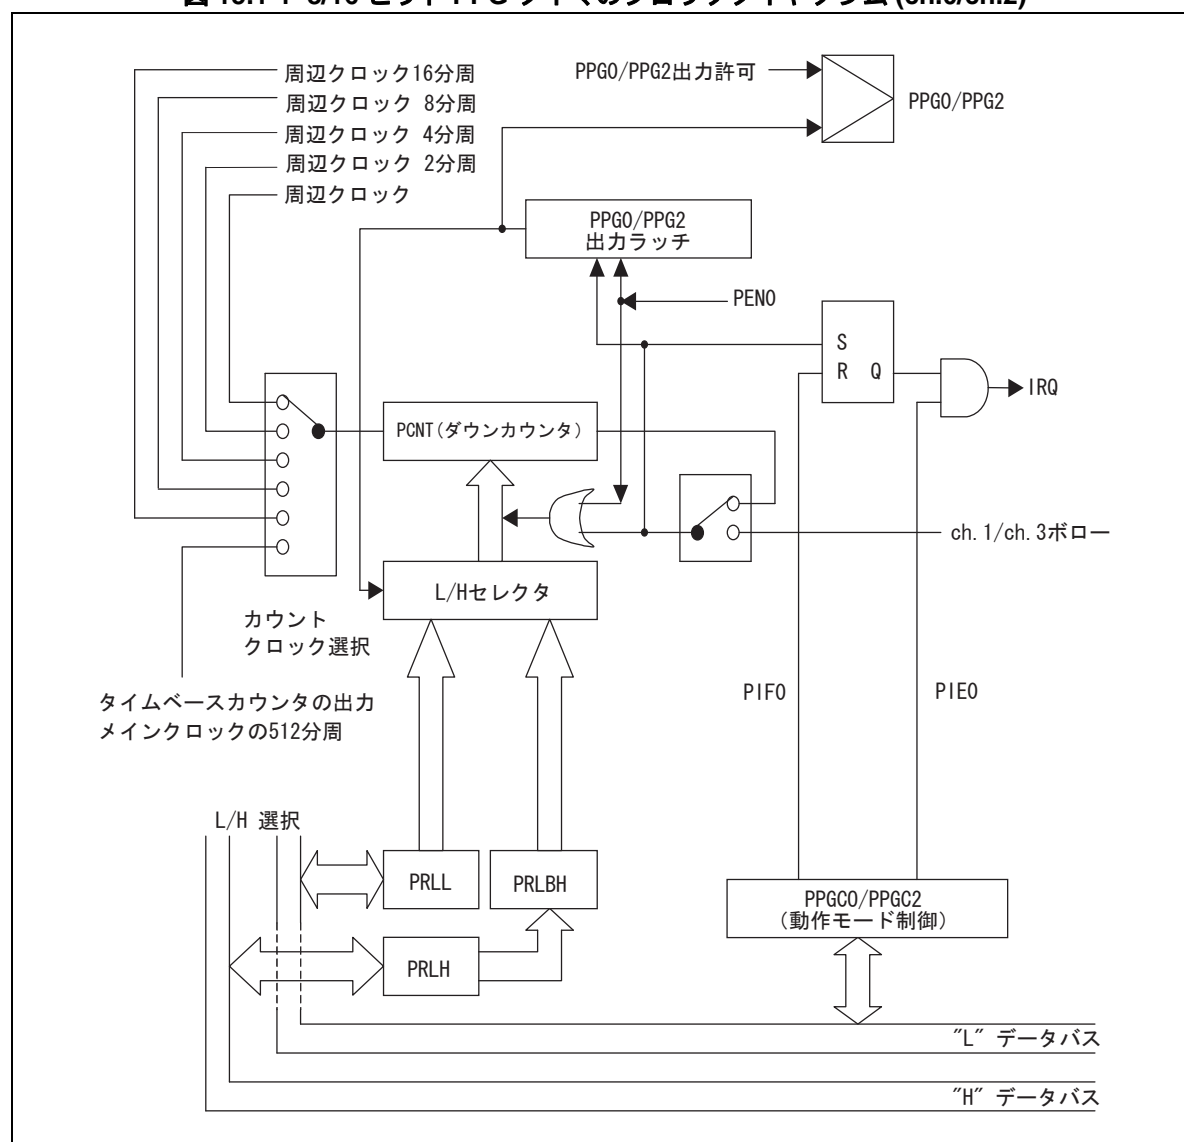 周辺クロック16分周
周辺クロック 8分周
周辺クロック 4分周
周辺クロック 2分周
周辺クロック
PPG0/PPG2出力許可
PPG0/PPG2
PPG0/PPG2
出力ラッチ
PEN0
S
R Q
IRQ
PCNT(ダウンカウンタ)
ch.1/ch.3ボロー
L/Hセレクタ
カウント
クロック選択
PIF0
PIE0
タイムベースカウンタの出力
メインクロックの512分周
L/H 選択
PRLL
PRLBH
PPGC0/PPGC2
(動作モード制御)
PRLH
"L" データバス
"H" データバス